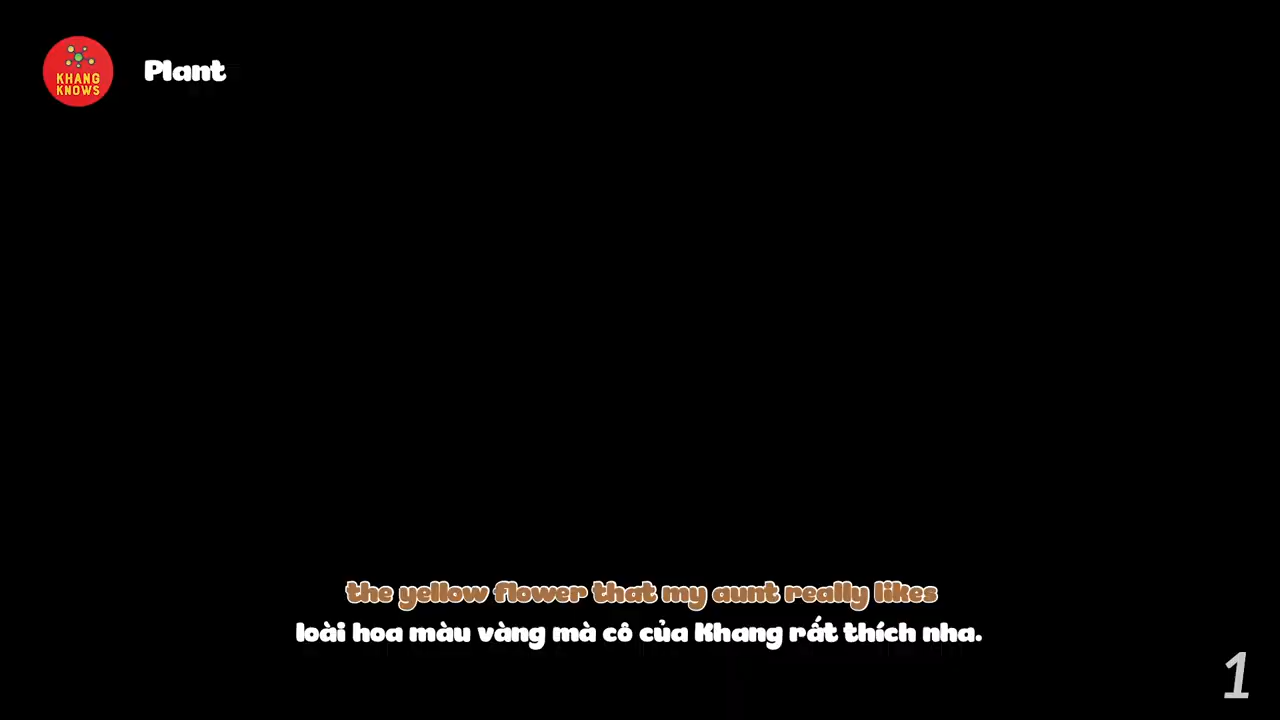 KHANG
KNOWS
Plant
the yellow flower that my aunt really likes
loài hoa màu vàng mà cô của Khang rất thích nha.
1